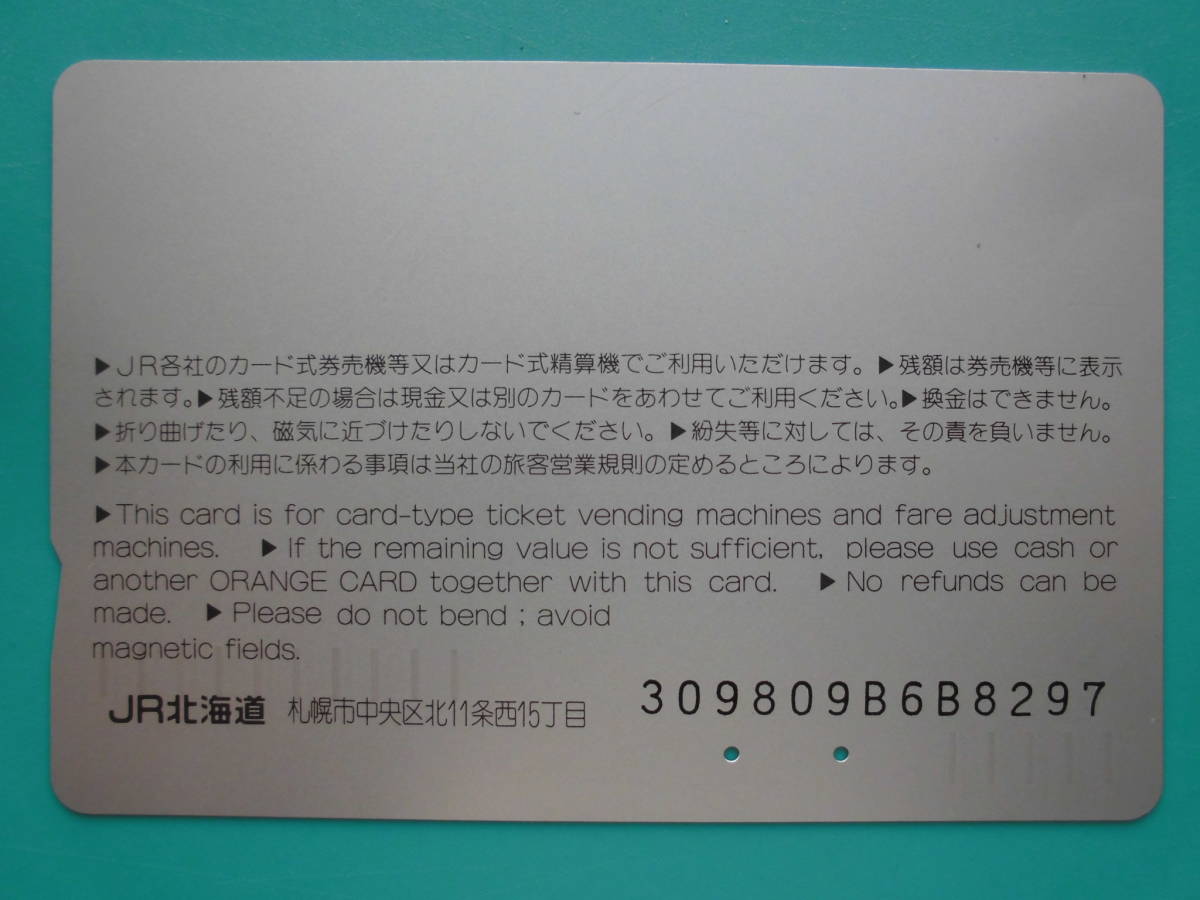 ▶JR各社のカード式券売機等又はカード式精算機でご利用いただけます。▶残額は券売機等に表示
されます。▶残額不足の場合は現金又は別のカードをあわせてご利用ください。▶換金はできません。
▶折り曲げたり、磁気に近づけたりしないでください。▶紛失等に対しては、その責を負いません。
▶本カードの利用に係わる事項は当社の旅客営業規則の定めるところによります。
▶This card is for card-type ticket vending machines and fare adjustment
machines. ▶If the remaining value is not sufficient, please use cash or
another ORANGE CARD together with this card. ▶No refunds can be
made. ▶Please do not bend ; avoid
magnetic fields.
JR北海道 札幌市中央区北11条西15丁目 309809B6B8297